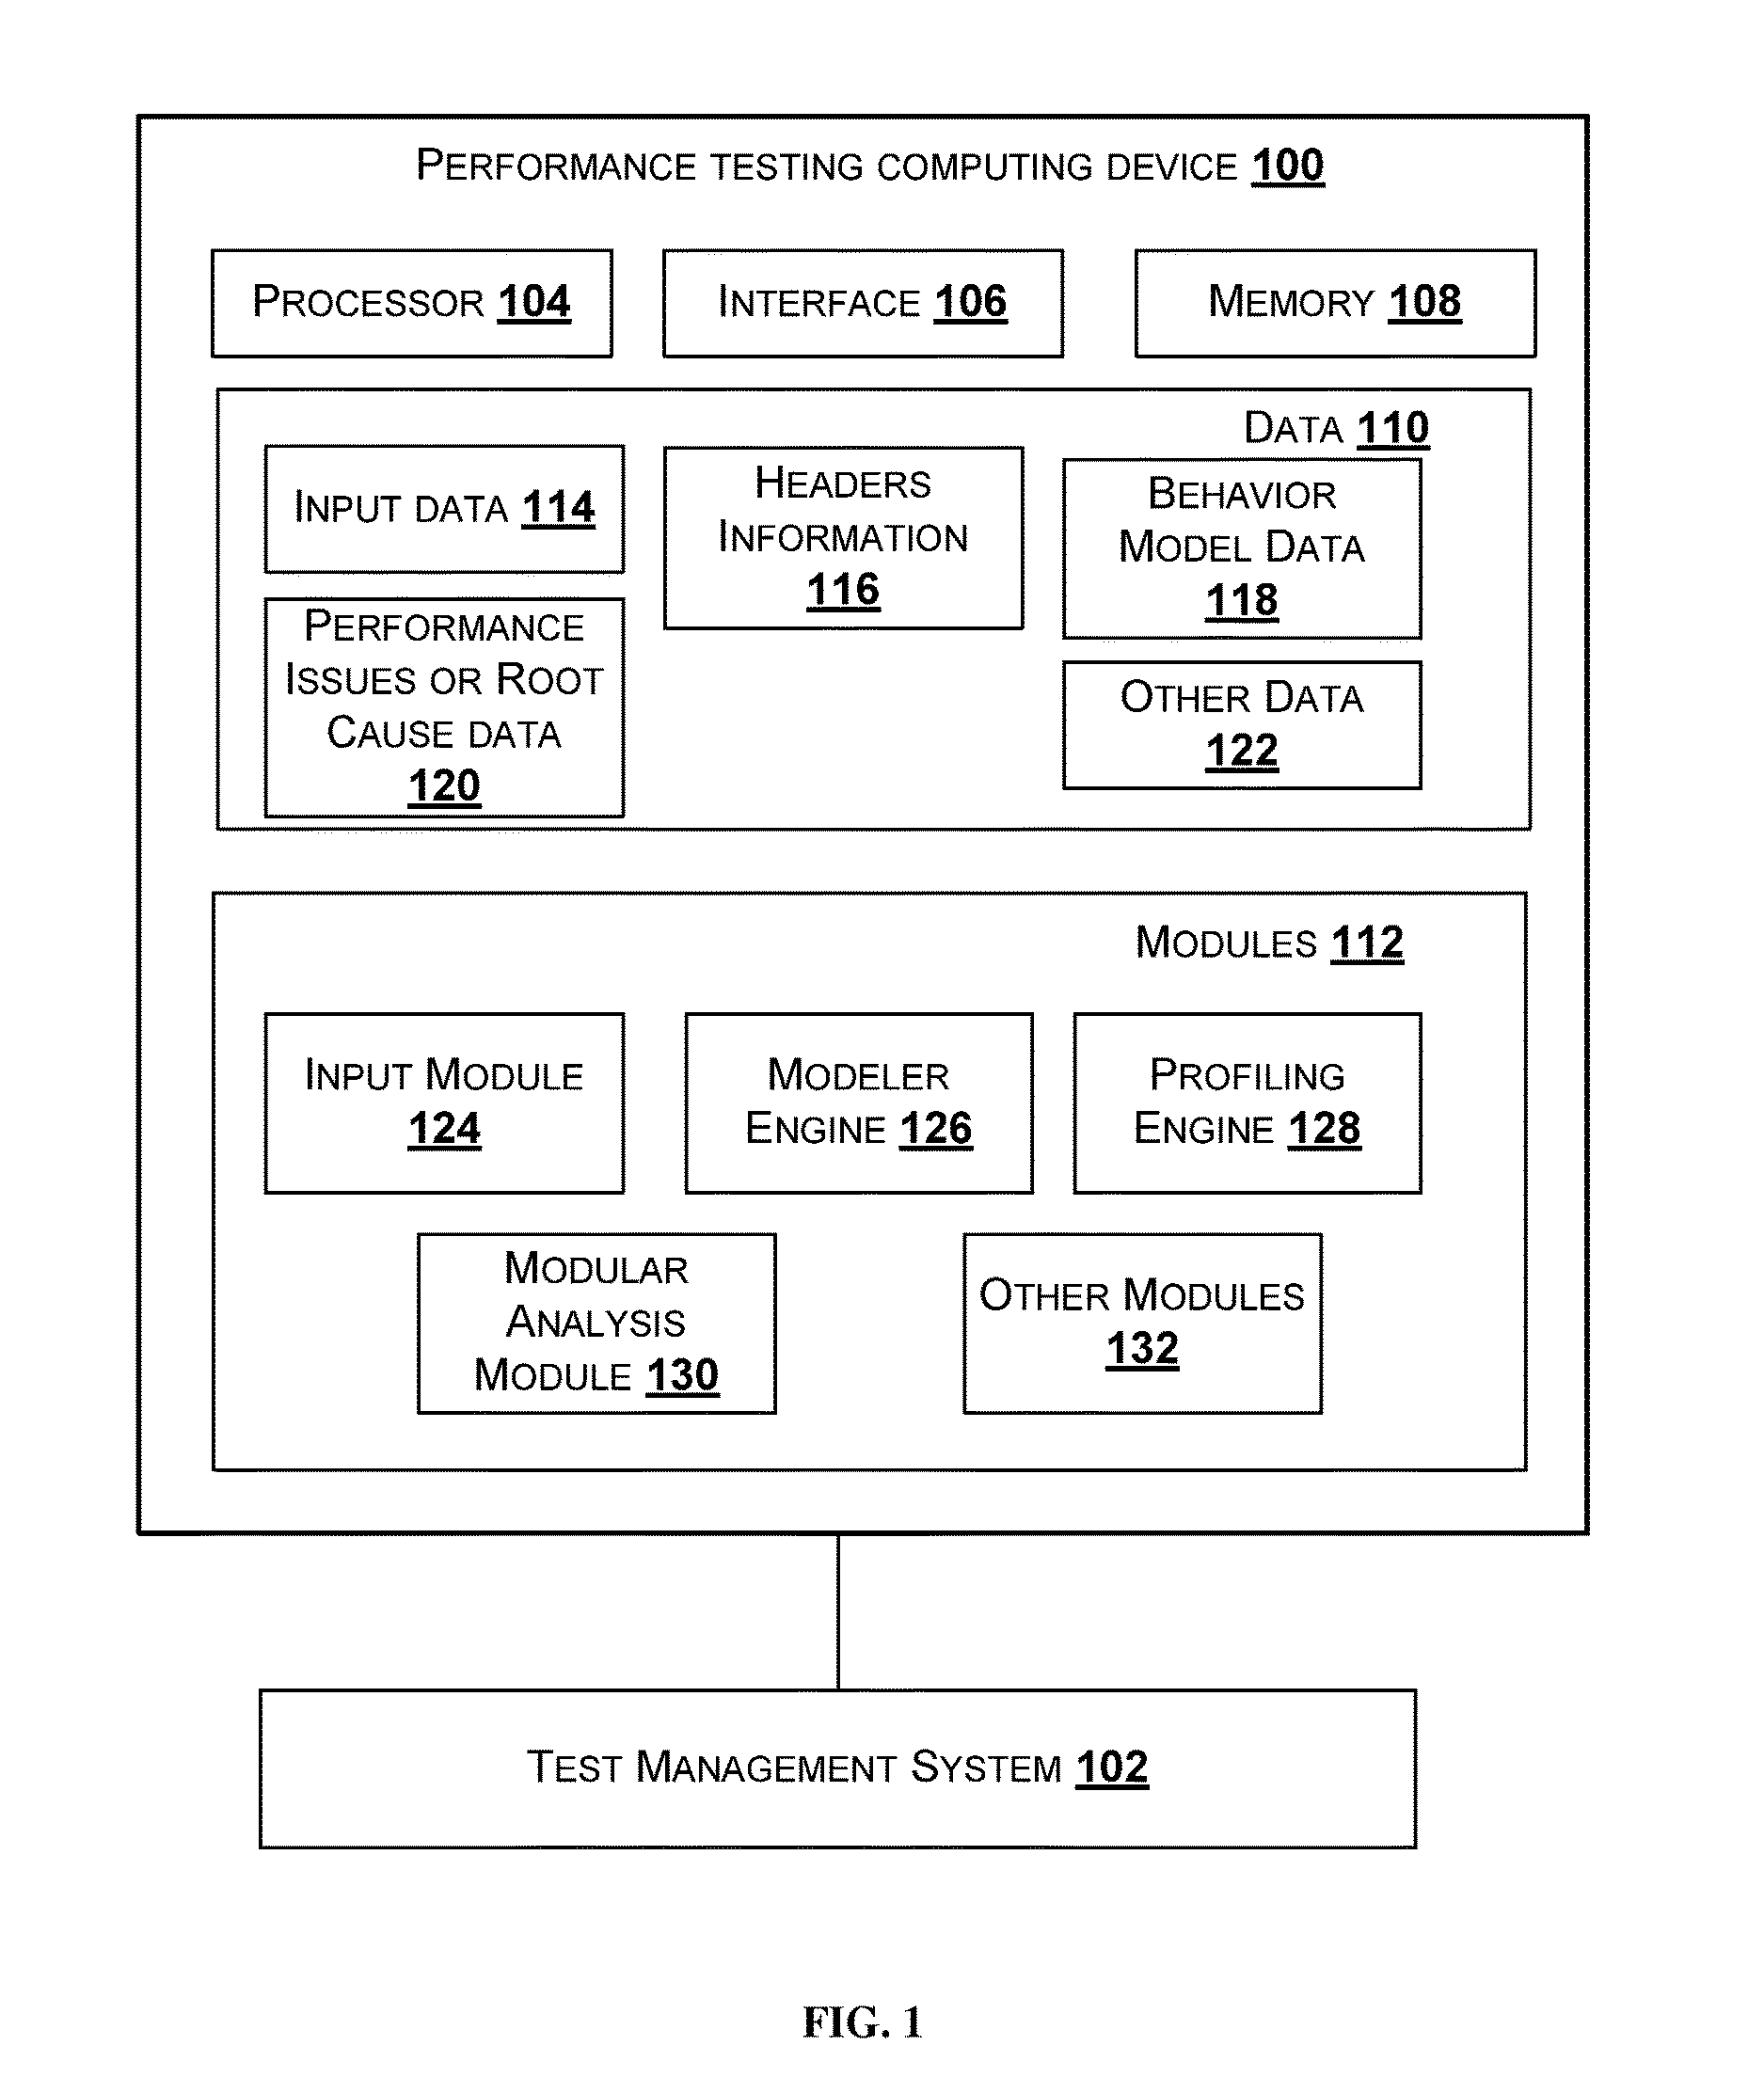 PERFORMANCE TESTING COMPUTING DEVICE 100
PROCESSOR 104
INTERFACE 106
MEMORY 108
DATA 110
INPUT DATA 114
HEADERS
INFORMATION
116
BEHAVIOR
MODEL DATA
118
PERFORMANCE
ISSUES OR ROOT
CAUSE DATA
120
OTHER DATA
122
MODULES 112
INPUT MODULE
124
MODELER
ENGINE 126
PROFILING
ENGINE 128
MODULAR
ANALYSIS
MODULE 130
OTHER MODULES
132
TEST MANAGEMENT SYSTEM 102
FIG. 1